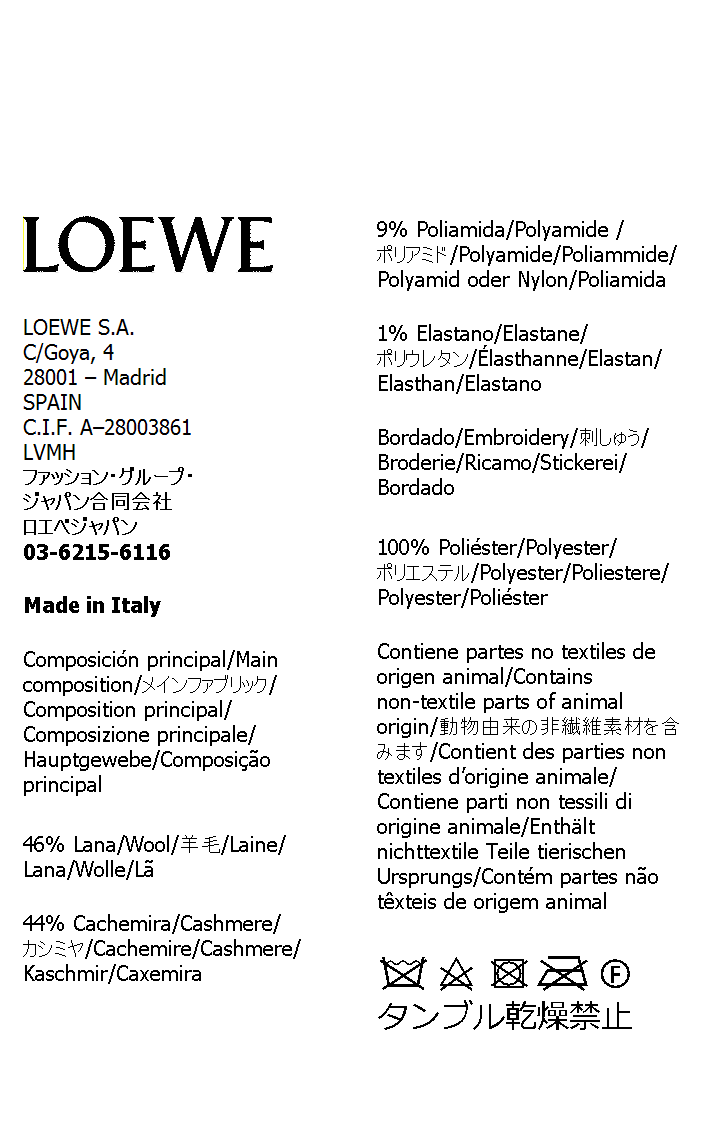 LOEWE
LOEWE S.A.
C/Goya, 4
28001 – Madrid
SPAIN
C.I.F. A–28003861
LVMH
ファッション・グループ・
ジャパン合同会社
ロエベジャパン
03-6215-6116
Made in Italy
Composición principal/Main
composition/メインファブリック/
Composition principal/
Composizione principale/
Hauptgewebe/Composição
principal
46% Lana/Wool/羊毛/Laine/
Lana/Wolle/Lã
44% Cachemira/Cashmere/
カシミヤ/Cachemire/Cashmere/
Kaschmir/Caxemira
9% Poliamida/Polyamide /
ポリアミド/Polyamide/Poliammide/
Polyamid oder Nylon/Poliamida
1% Elastano/Elastane/
ポリウレタン/Élasthanne/Elastan/
Elasthan/Elastano
Bordado/Embroidery/刺しゅう/
Broderie/Ricamo/Stickerei/
Bordado
100% Poliéster/Polyester/
ポリエステル/Polyester/Poliestere/
Polyester/Poliéster
Contiene partes no textiles de
origen animal/Contains
non-textile parts of animal
origin/動物由来の非繊維素材を含
みます/Contient des parties non
textiles d’origine animale/
Contiene parti non tessili di
origine animale/Enthält
nichttextile Teile tierischen
Ursprungs/Contém partes não
têxteis de origem animal
F
タンブル乾燥禁止